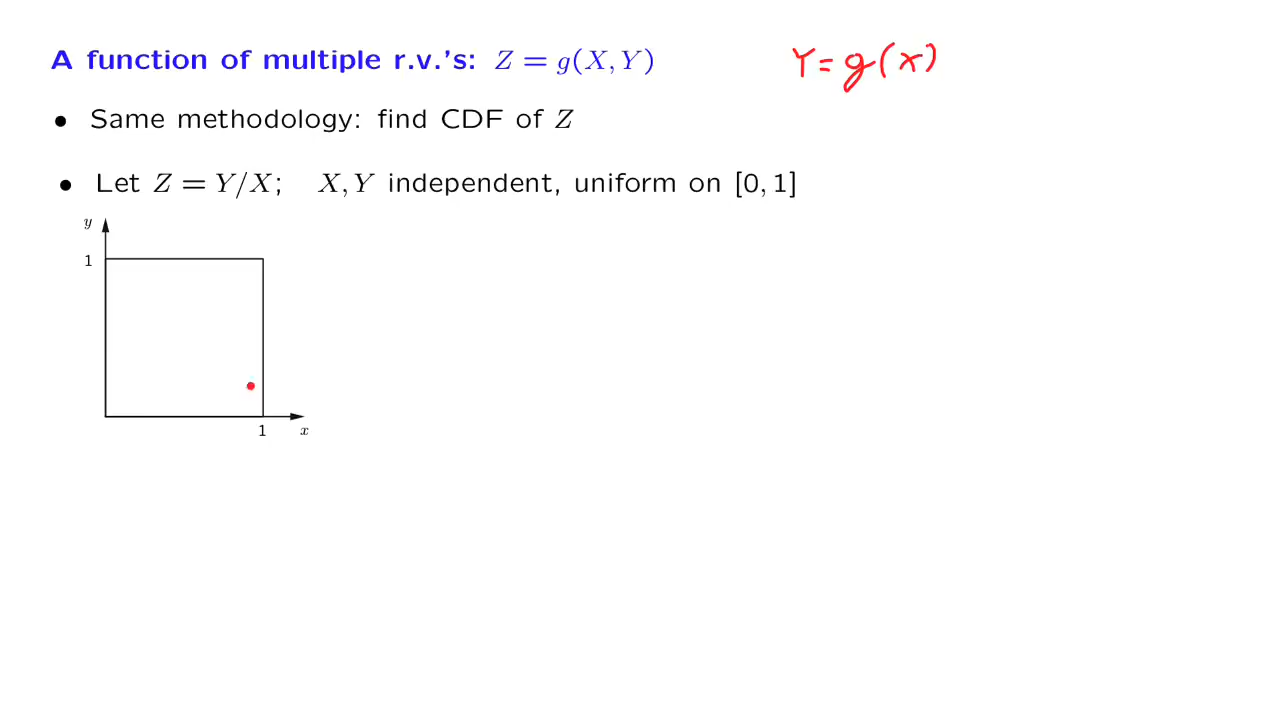 A function of multiple r.v.'s: Z = g(X, Y) Y = g(x)
• Same methodology: find CDF of Z
• Let Z = Y/X; X, Y independent, uniform on [0, 1]
y
1
1 x